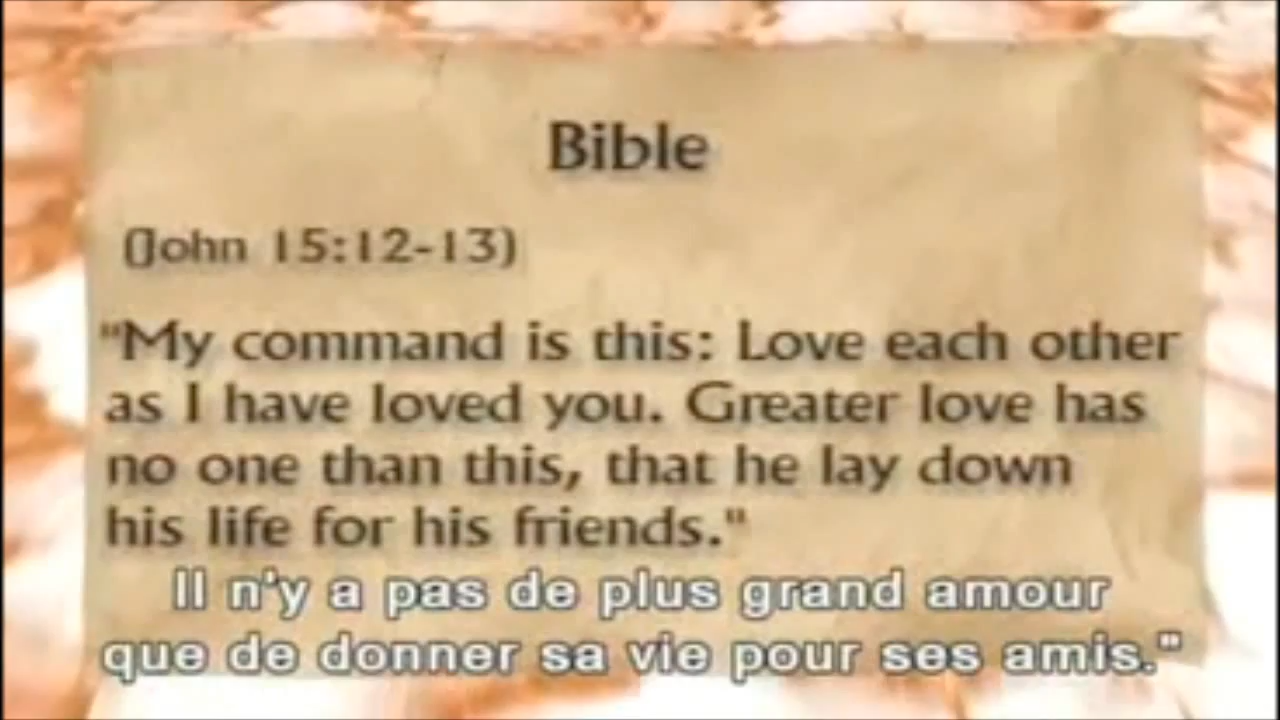 Bible
(John 15:12-13)
"My command is this: Love each other
as I have loved you. Greater love has
no one than this, that he lay down
his life for his friends."
Il n'y a pas de plus grand amour
que de donner sa vie pour ses amis."